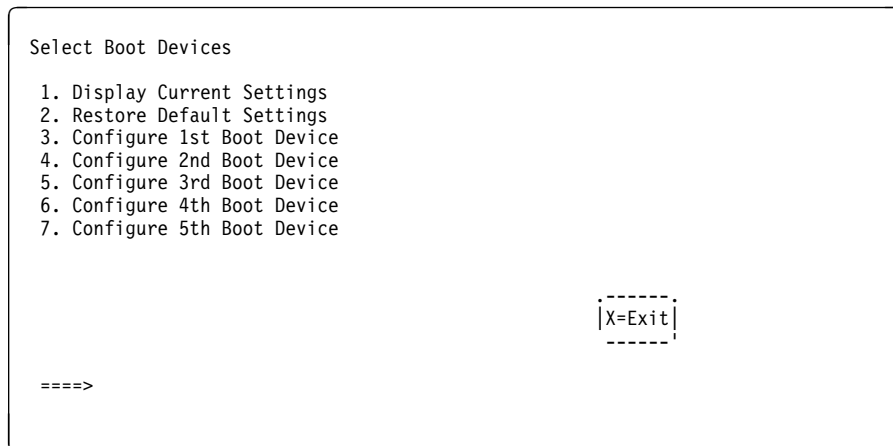 Select Boot Devices
1. Display Current Settings
2. Restore Default Settings
3. Configure 1st Boot Device
4. Configure 2nd Boot Device
5. Configure 3rd Boot Device
6. Configure 4th Boot Device
7. Configure 5th Boot Device
.------.
|X=Exit|
------'
====>